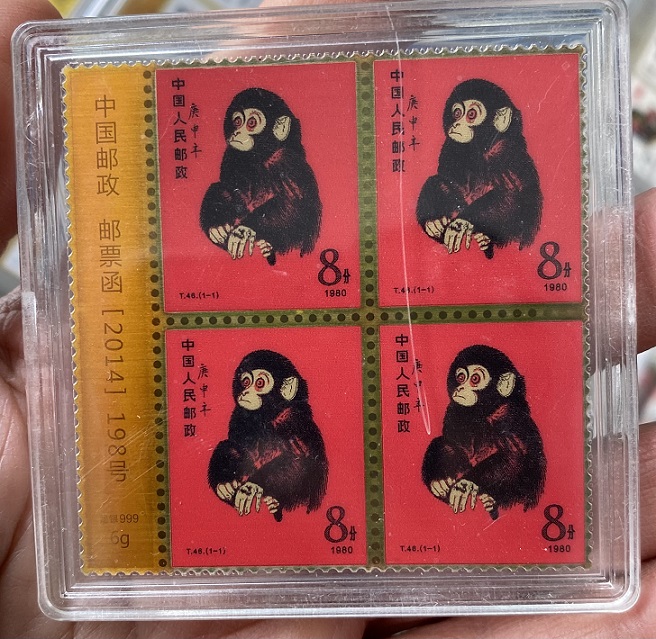 中国邮政 邮票函 [2014] 198号
999
6g
中国人民邮政
庚申年
8分
1980
T.46.(1-1)
中国人民邮政
庚申年
8分
1980
T.46.(1-1)
中国人民邮政
庚申年
8分
1980
T.46.(1-1)
中国人民邮政
庚申年
8分
1980
T.46.(1-1)